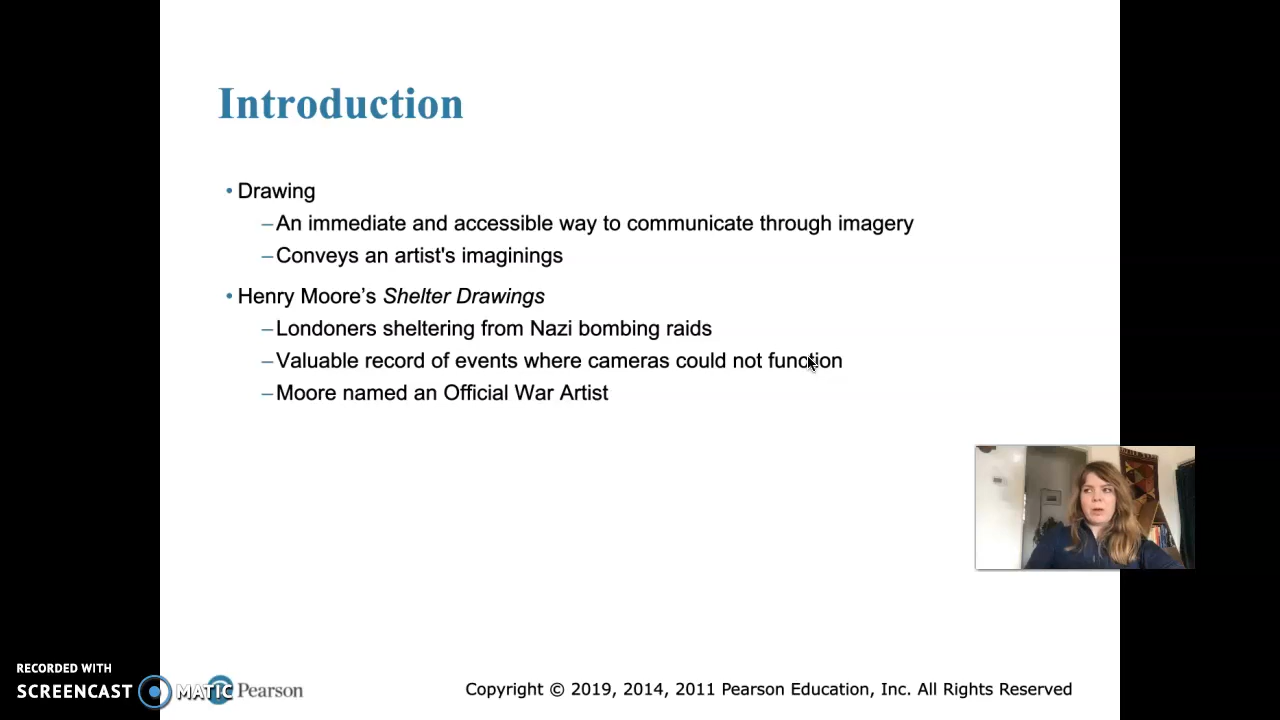 Introduction
• Drawing
–An immediate and accessible way to communicate through imagery
–Conveys an artist's imaginings
• Henry Moore’s Shelter Drawings
–Londoners sheltering from Nazi bombing raids
–Valuable record of events where cameras could not function
–Moore named an Official War Artist
RECORDED WITH
SCREENCAST MATIC
Pearson
Copyright © 2019, 2014, 2011 Pearson Education, Inc. All Rights Reserved